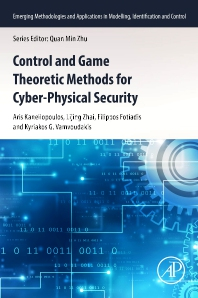 Emerging Methodologies and Applications in Modelling, Identification and Control
Series Editor: Quan Min Zhu
Control and Game
Theoretic Methods for
Cyber-Physical Security
Aris Kanellopoulos, Lijing Zhai, Filippos Fotiadis
and Kyriakos G. Vamvoudakis